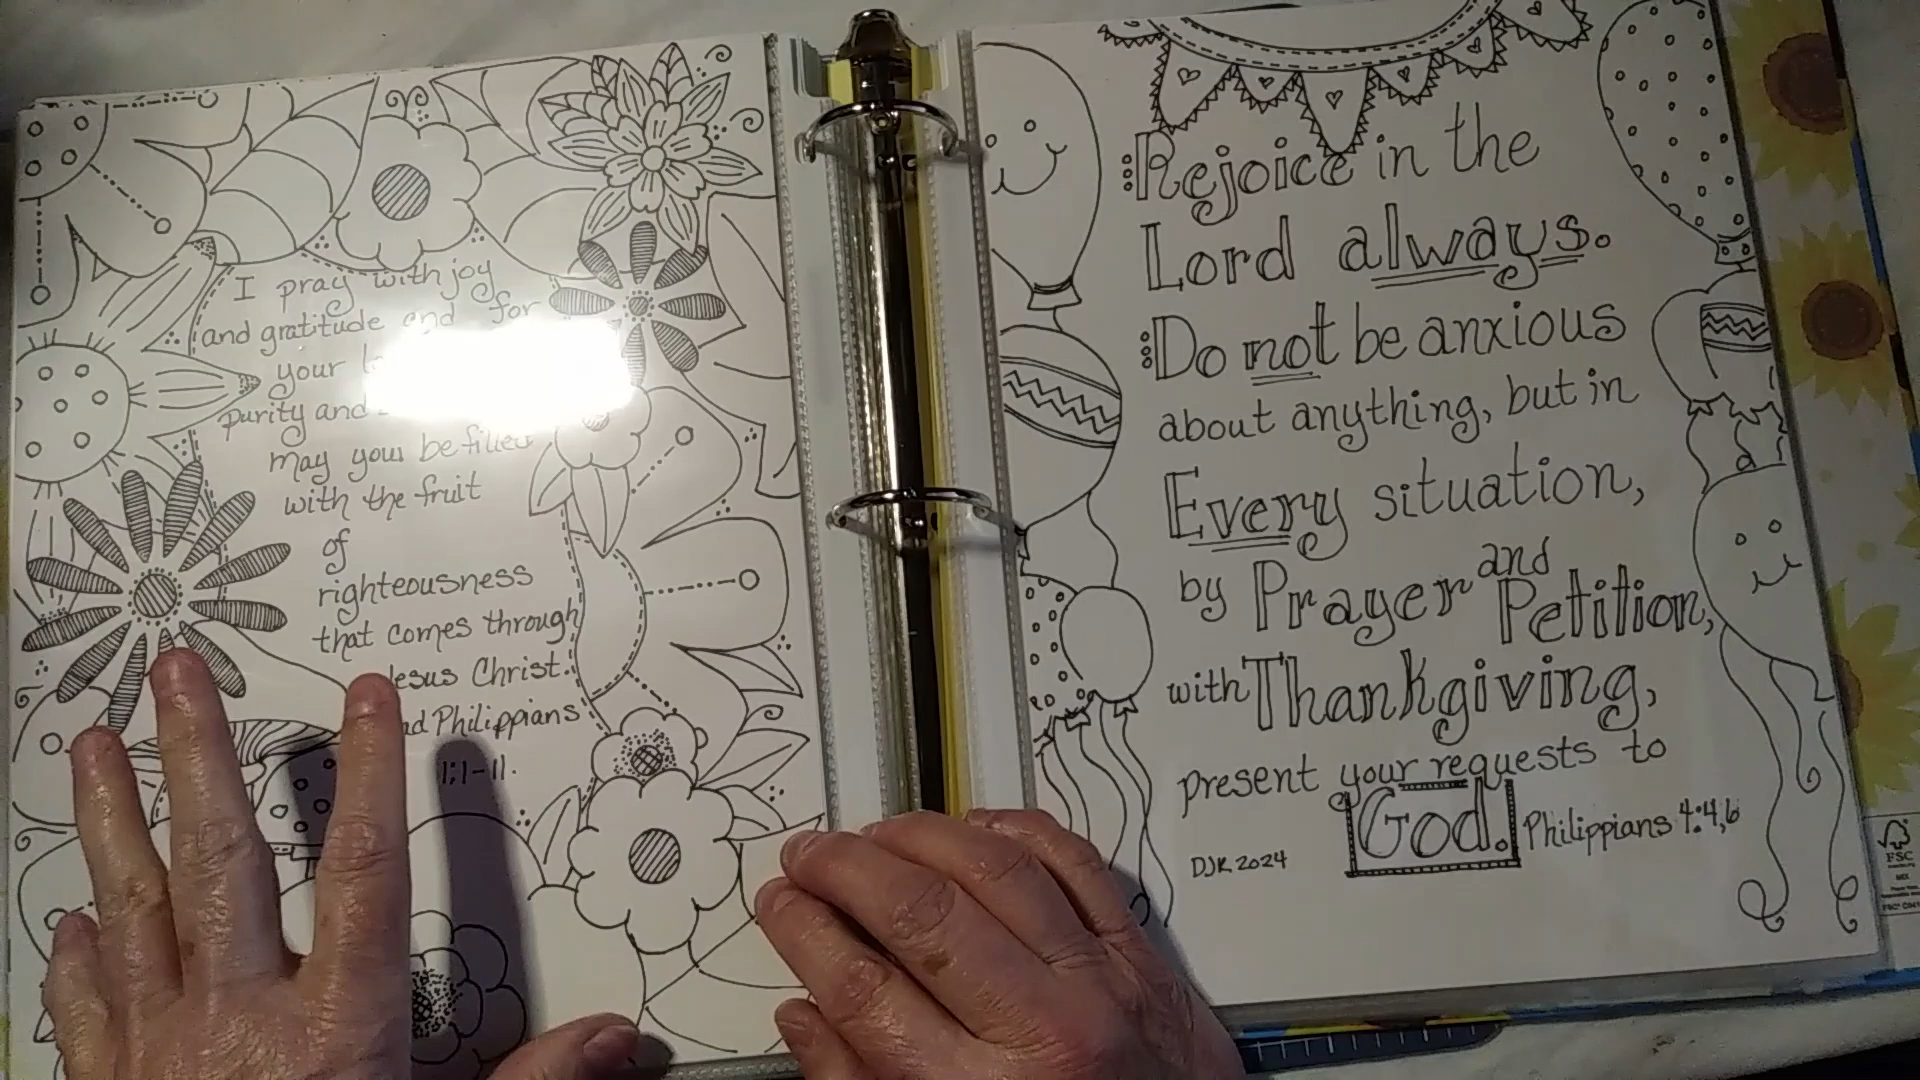 I pray with joy
and gratitude and for
your
purity and
may your be filled
with the fruit
of
righteousness
that comes through
Jesus Christ.
Philippians
1:1-11.
Rejoice in the
Lord always.
Do not be anxious
about anything, but in
Every situation,
by Prayer and
Petition,
with Thankgiving,
present your requests to
God. Philippians 4:4,6
DJK 2024
FSC
MIX